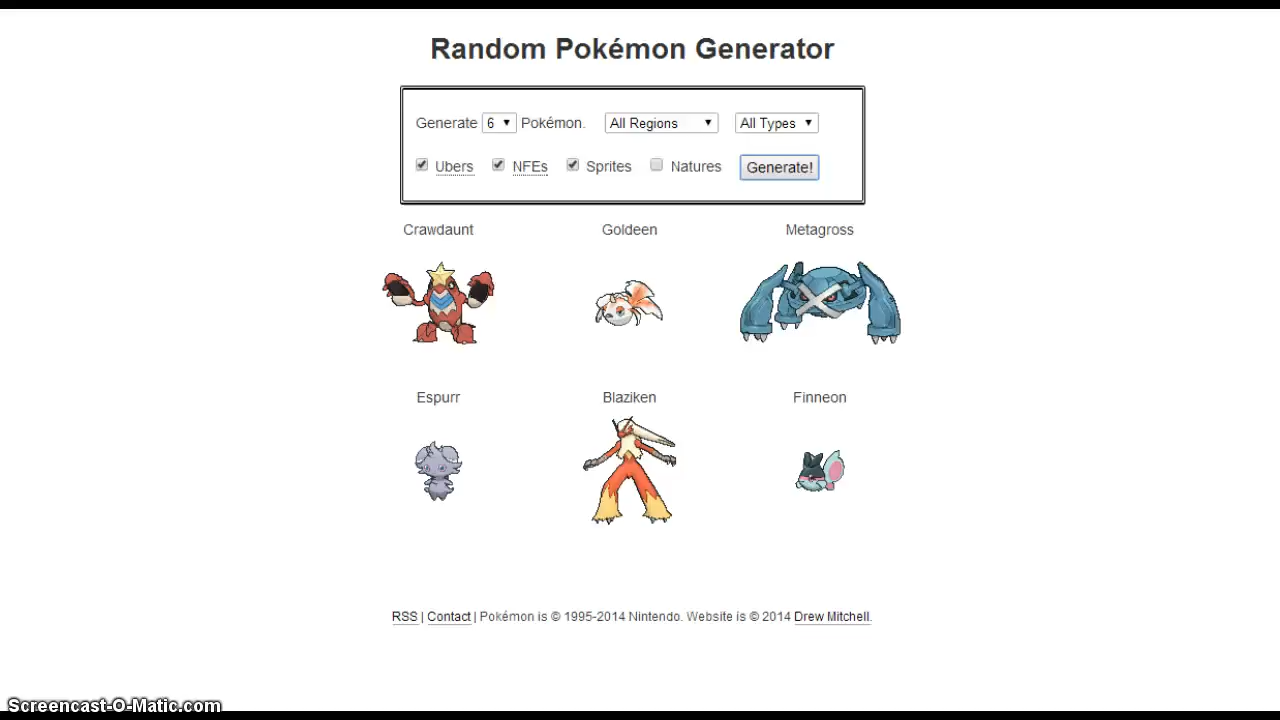 Random Pokémon Generator
Generate 6 Pokémon. All Regions All Types
Ubers NFEs Sprites Natures Generate!
Crawdaunt Goldeen Metagross
Espurr Blaziken Finneon
RSS | Contact | Pokémon is © 1995-2014 Nintendo. Website is © 2014 Drew Mitchell.
Screencast-O-Matic.com